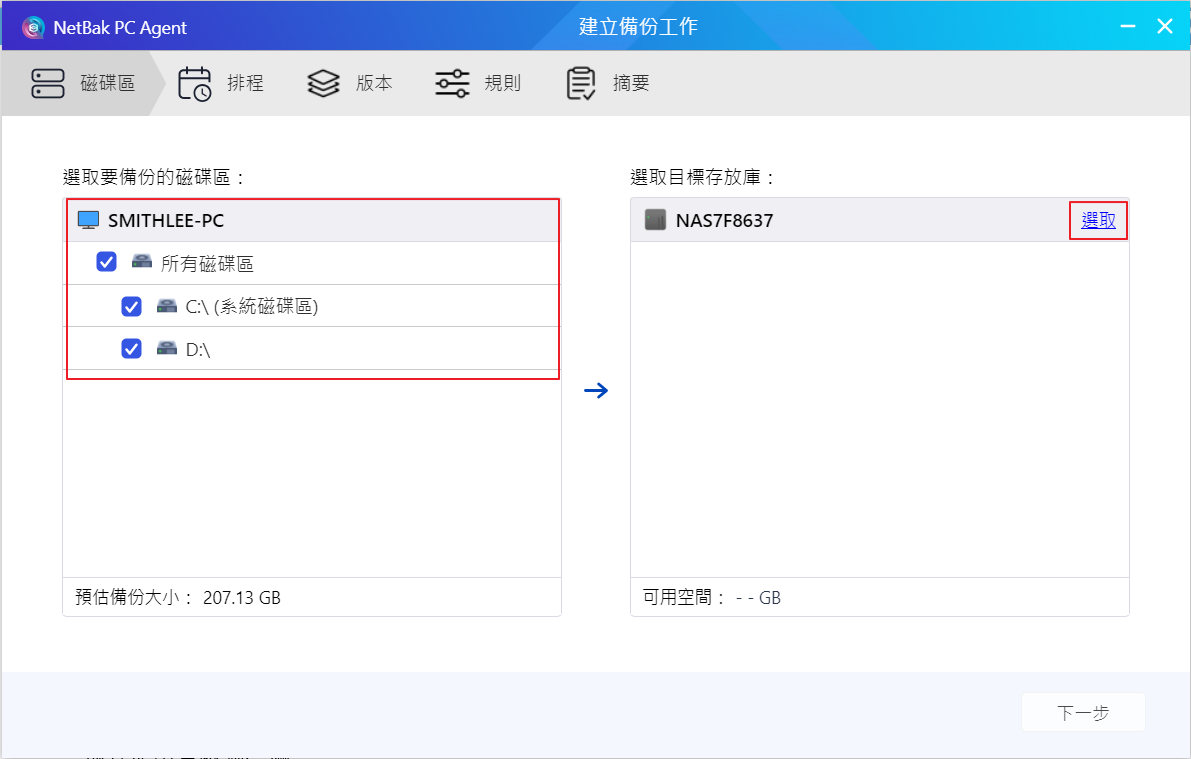 NetBak PC Agent
建立備份工作
磁碟區
排程
版本
規則
摘要
選取要備份的磁碟區：
SMITHLEE-PC
所有磁碟區
C:\ (系統磁碟區)
D:\
預估備份大小： 207.13 GB
選取目標存放庫：
NAS7F8637
選取
可用空間： - - GB
下一步